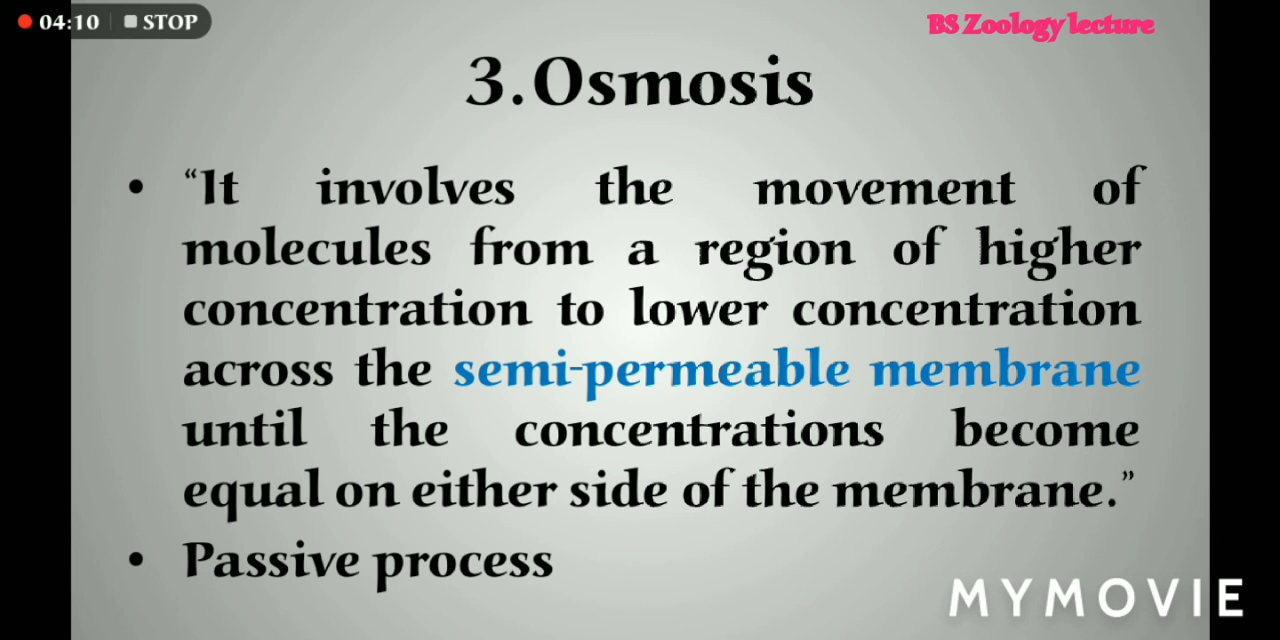 04:10 STOP
BS Zoology lecture
3.Osmosis
• “It involves the movement of
molecules from a region of higher
concentration to lower concentration
across the semi-permeable membrane
until the concentrations become
equal on either side of the membrane.”
• Passive process
MYMOVIE